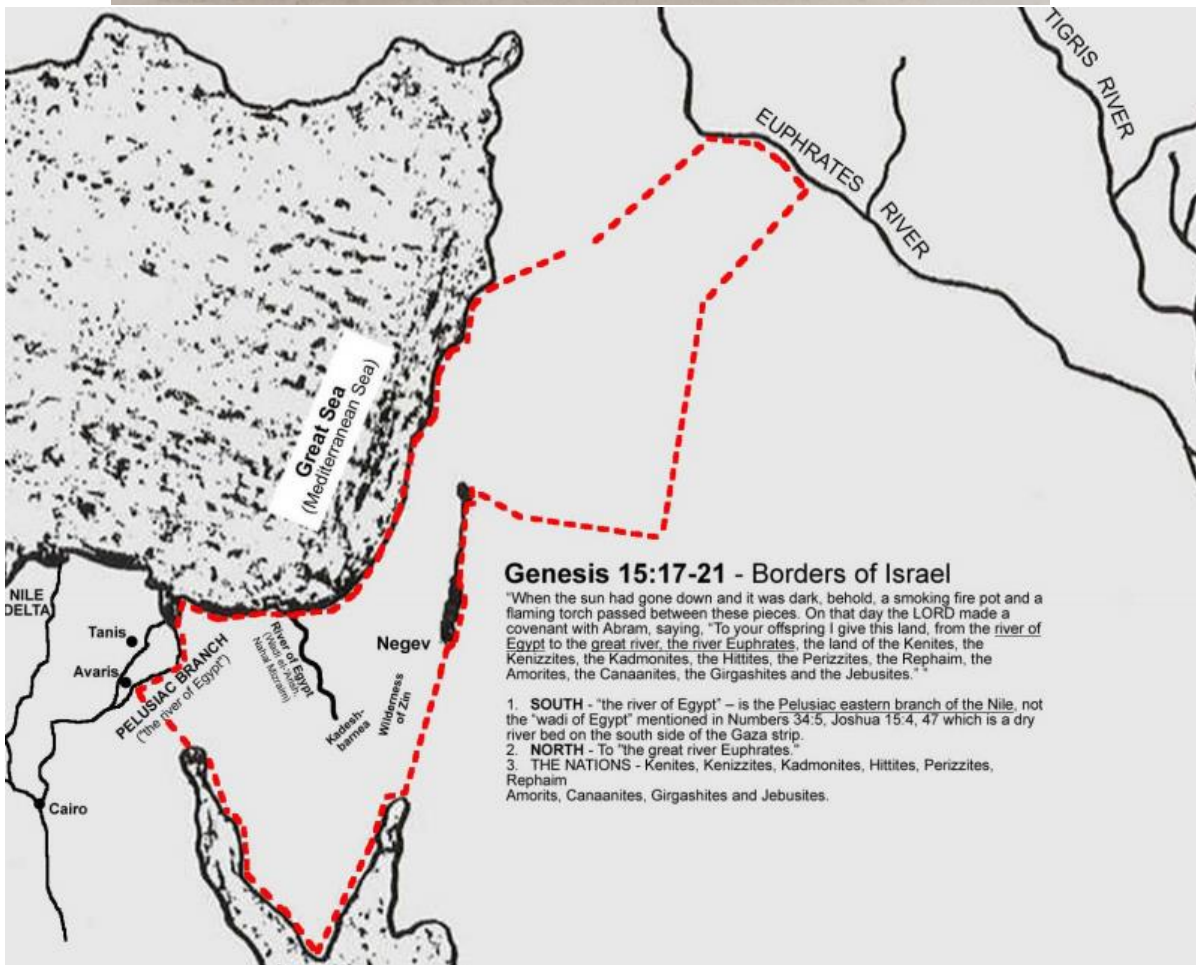 TIGRIS RIVER
EUPHRATES
RIVER
Great Sea
(Mediterranean Sea)
NILE
DELTA
Tanis
Avaris
Cairo
PELUSIAC BRANCH
("the river of Egypt")
River of Egypt
(Wadi el-'Arish,
Nahal Mizraim)
Negev
Kadesh-
barnea
Wilderness
of Zin
Genesis 15:17-21 - Borders of Israel
"When the sun had gone down and it was dark, behold, a smoking fire pot and a
flaming torch passed between these pieces. On that day the LORD made a
covenant with Abram, saying, "To your offspring I give this land, from the river of
Egypt to the great river, the river Euphrates, the land of the Kenites, the
Kenizzites, the Kadmonites, the Hittites, the Perizzites, the Rephaim, the
Amorites, the Canaanites, the Girgashites and the Jebusites." "
1. SOUTH - "the river of Egypt" – is the Pelusiac eastern branch of the Nile, not
the "wadi of Egypt" mentioned in Numbers 34:5, Joshua 15:4, 47 which is a dry
river bed on the south side of the Gaza strip.
2. NORTH - To "the great river Euphrates."
3. THE NATIONS - Kenites, Kenizzites, Kadmonites, Hittites, Perizzites,
Rephaim
Amorits, Canaanites, Girgashites and Jebusites.